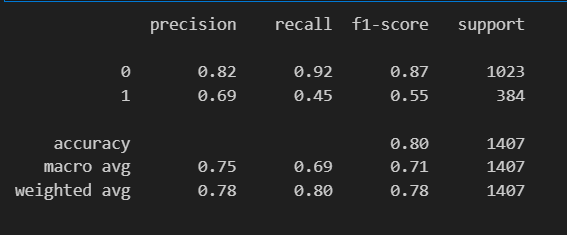 precision recall f1-score support
0 0.82 0.92 0.87 1023
1 0.69 0.45 0.55 384
accuracy 0.80 1407
macro avg 0.75 0.69 0.71 1407
weighted avg 0.78 0.80 0.78 1407